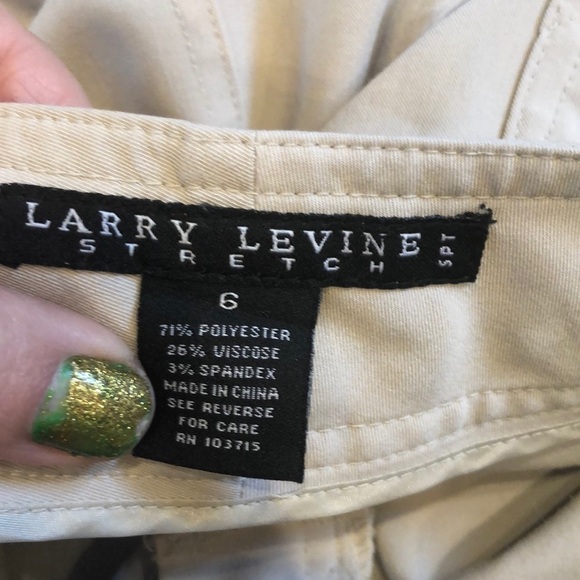 LARRY LEVINE
STRETCH
SPT
6
71% POLYESTER
26% VISCOSE
3% SPANDEX
MADE IN CHINA
SEE REVERSE
FOR CARE
RN 103715